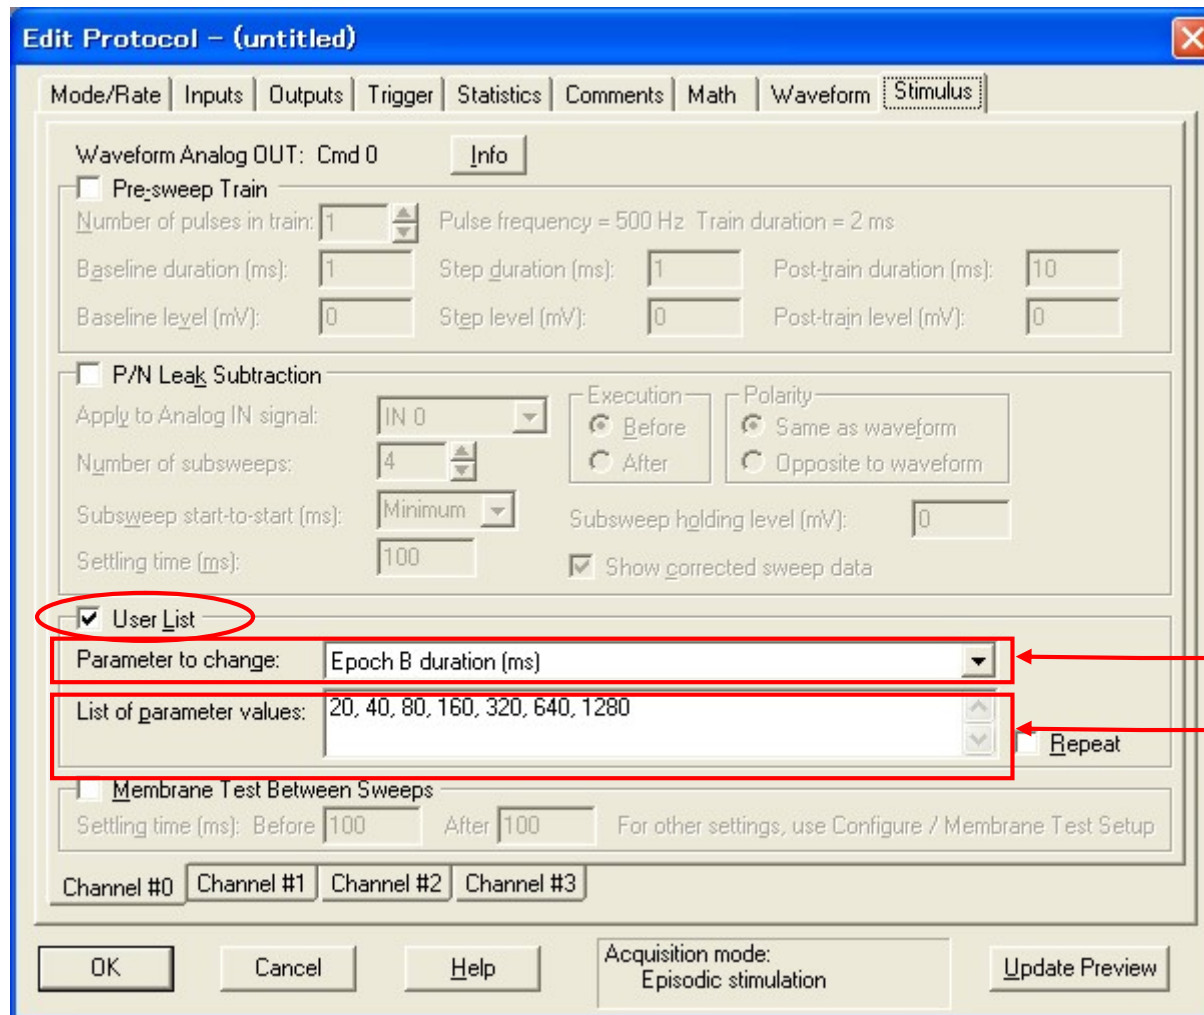 Edit Protocol - (untitled)
Mode/Rate Inputs Outputs Trigger Statistics Comments Math Waveform Stimulus
Waveform Analog OUT: Cmd 0 Info
Pre-sweep Train
Number of pulses in train: 1 Pulse frequency = 500 Hz Train duration = 2 ms
Baseline duration (ms): 1 Step duration (ms): 1 Post-train duration (ms): 10
Baseline level (mV): 0 Step level (mV): 0 Post-train level (mV): 0
P/N Leak Subtraction
Execution Polarity
Apply to Analog IN signal: IN 0 Before Same as waveform
Number of subsweeps: 4 After Opposite to waveform
Subsweep start-to-start (ms): Minimum Subsweep holding level (mV): 0
Settling time (ms): 100 Show corrected sweep data
User List
Parameter to change: Epoch B duration (ms)
List of parameter values: 20, 40, 80, 160, 320, 640, 1280
Repeat
Membrane Test Between Sweeps
Settling time (ms): Before 100 After 100 For other settings, use Configure / Membrane Test Setup
Channel #0 Channel #1 Channel #2 Channel #3
OK Cancel Help Acquisition mode: Update Preview
Episodic stimulation